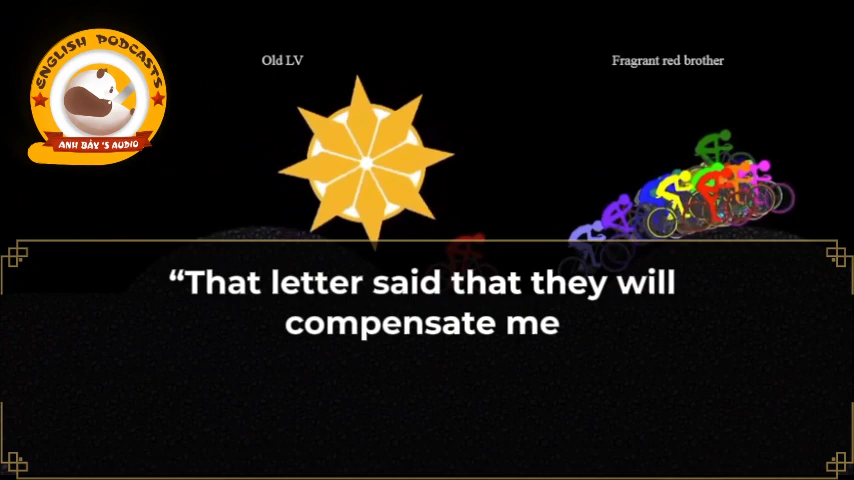 ENGLISH PODCASTS
ANH BẢY 'S AUDIO
Old LV
Fragrant red brother
“That letter said that they will
compensate me